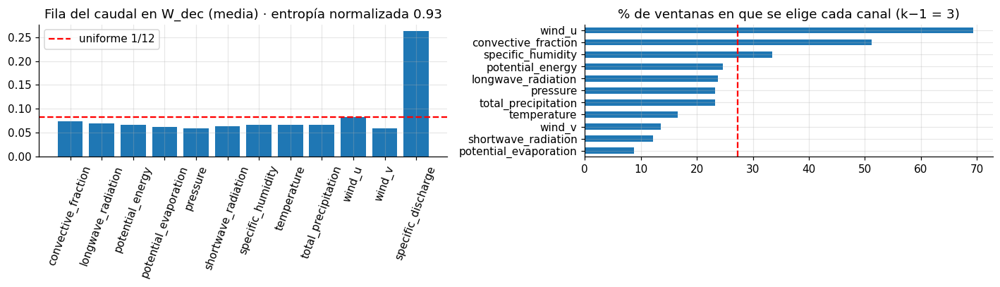 Fila del caudal en W_dec (media) · entropía normalizada 0.93
uniforme 1/12
0.25
0.20
0.15
0.10
0.05
0.00
convective_fraction
longwave_radiation
potential_energy
potential_evaporation
pressure
shortwave_radiation
specific_humidity
temperature
total_precipitation
wind_u
wind_v
specific_discharge
% de ventanas en que se elige cada canal (k−1 = 3)
wind_u
convective_fraction
specific_humidity
potential_energy
longwave_radiation
pressure
total_precipitation
temperature
wind_v
shortwave_radiation
potential_evaporation
0 10 20 30 40 50 60 70